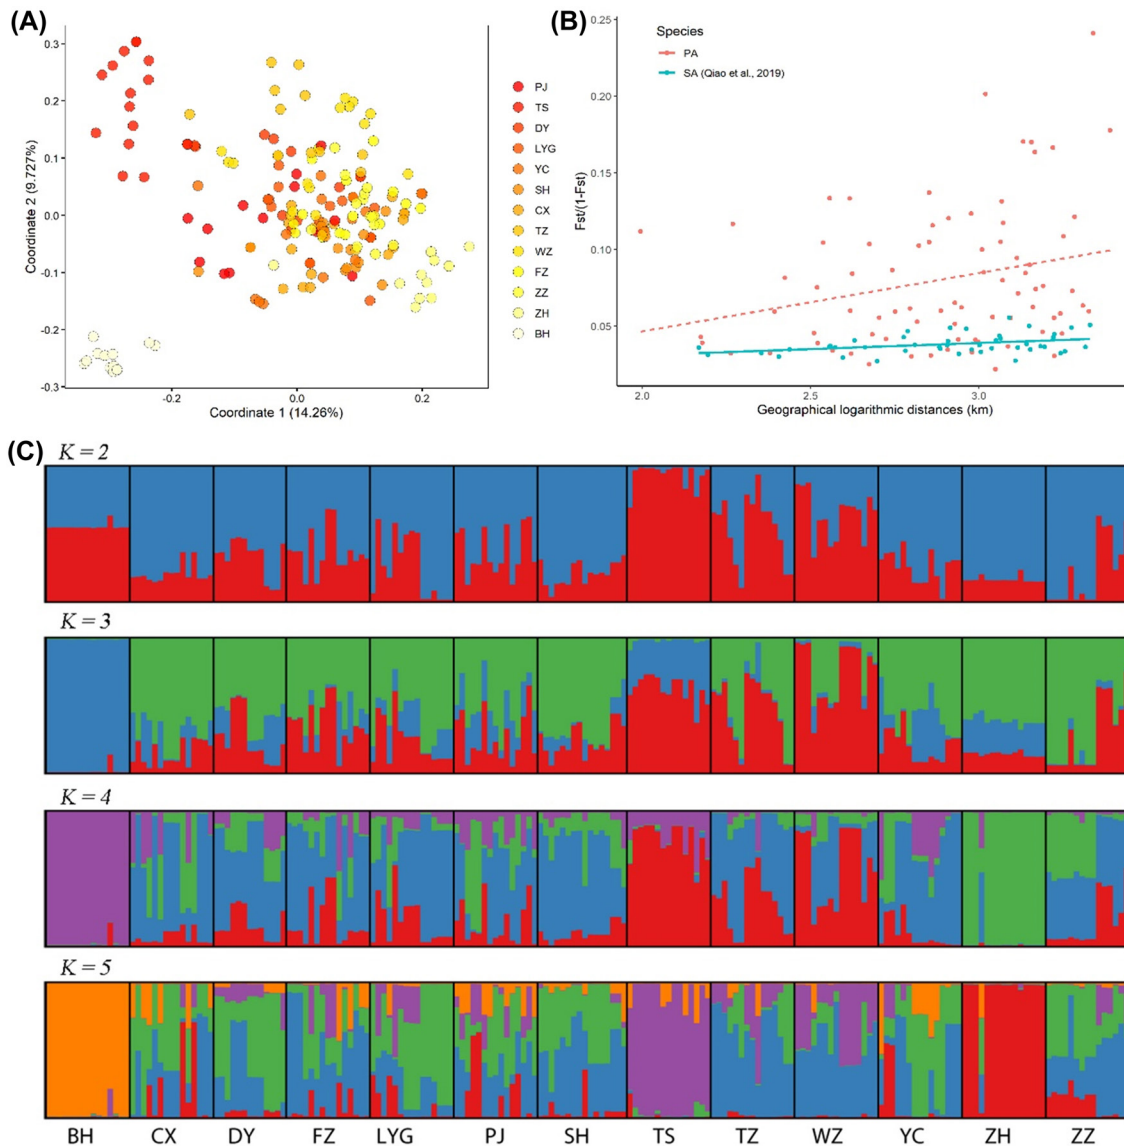 (A)
0.3
0.2
0.1
0.0
-0.1
-0.2
-0.3
Coordinate 2 (9.727%)
-0.2
0.0
0.2
Coordinate 1 (14.26%)
PJ
TS
DY
LYG
YC
SH
CX
TZ
WZ
FZ
ZZ
ZH
BH
(B)
0.25
0.20
0.15
0.10
0.05
Fst/(1-Fst)
Species
PA
SA (Qiao et al., 2019)
2.0
2.5
3.0
Geographical logarithmic distances (km)
(C)
K = 2
K = 3
K = 4
K = 5
BH CX DY FZ LYG PJ SH TS TZ WZ YC ZH ZZ